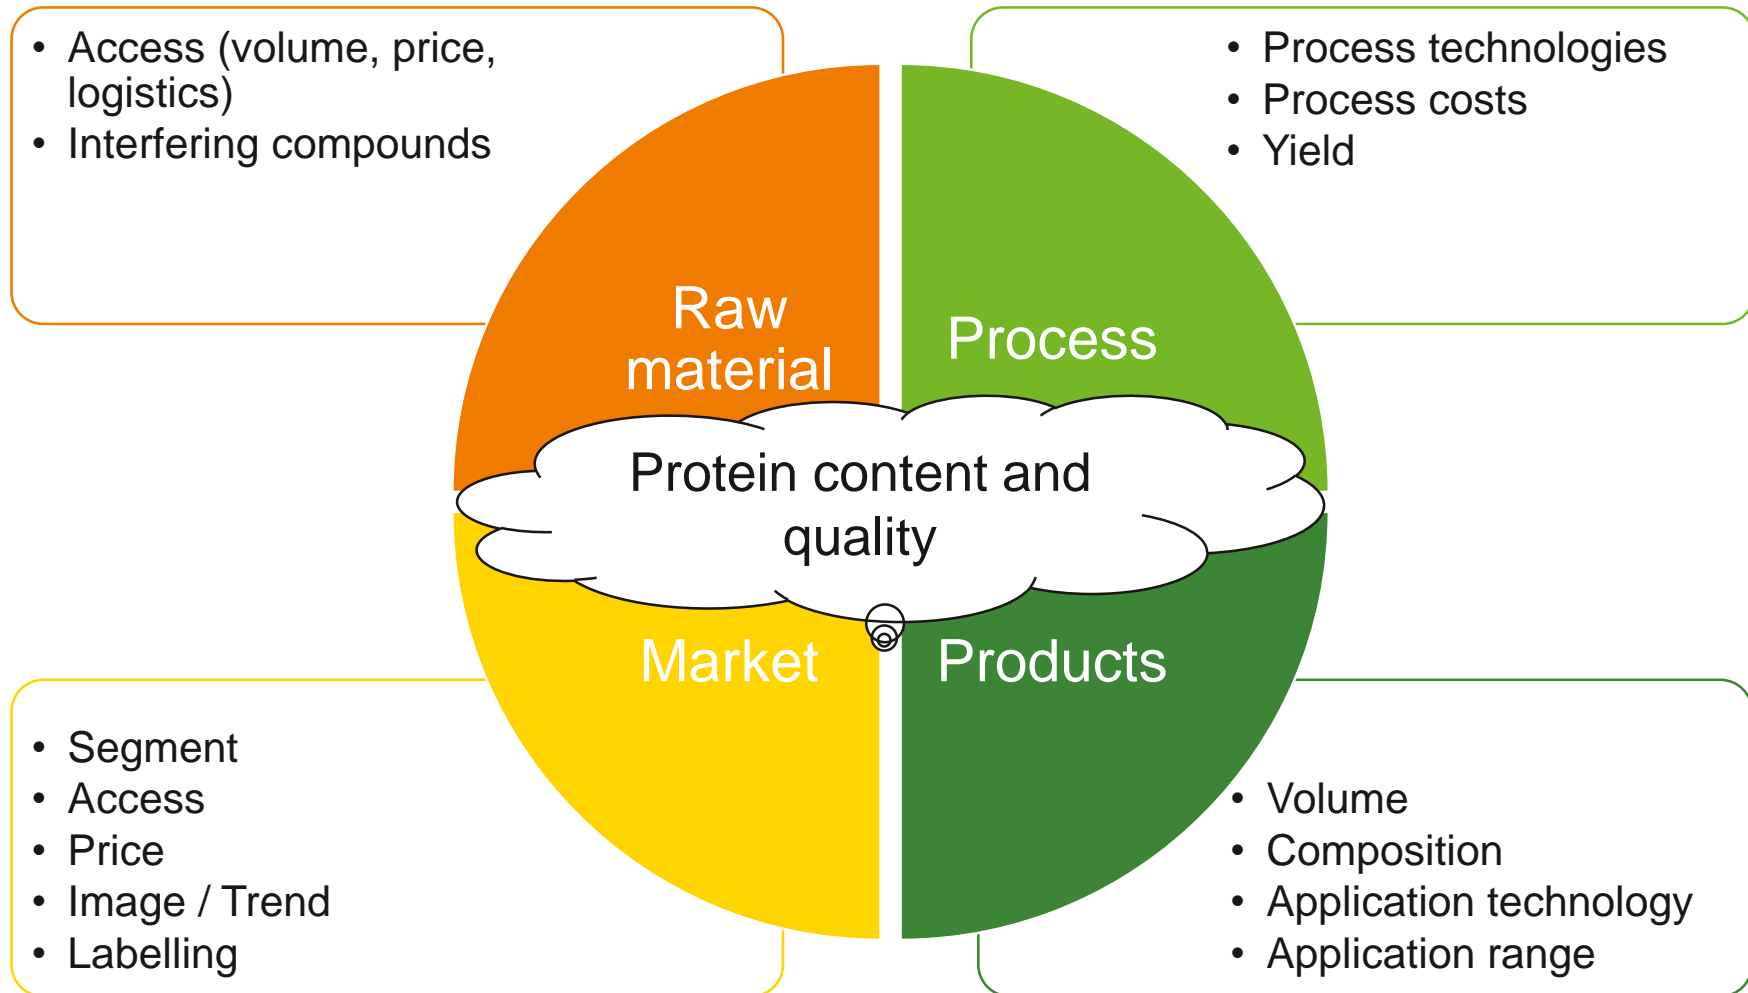 • Access (volume, price,
logistics)
• Interfering compounds
• Process technologies
• Process costs
• Yield
Raw
material
Process
Protein content and
quality
Market
Products
• Segment
• Access
• Price
• Image / Trend
• Labelling
• Volume
• Composition
• Application technology
• Application range